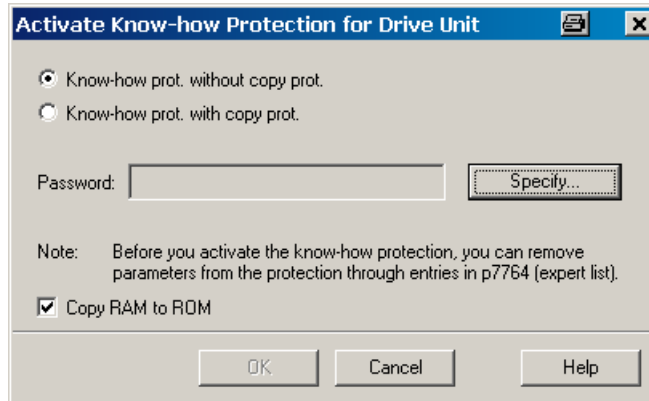 Activate Know-how Protection for Drive Unit
Know-how prot. without copy prot.
Know-how prot. with copy prot.
Password:
Specify...
Note: Before you activate the know-how protection, you can remove
parameters from the protection through entries in p7764 (expert list).
Copy RAM to ROM
OK Cancel Help